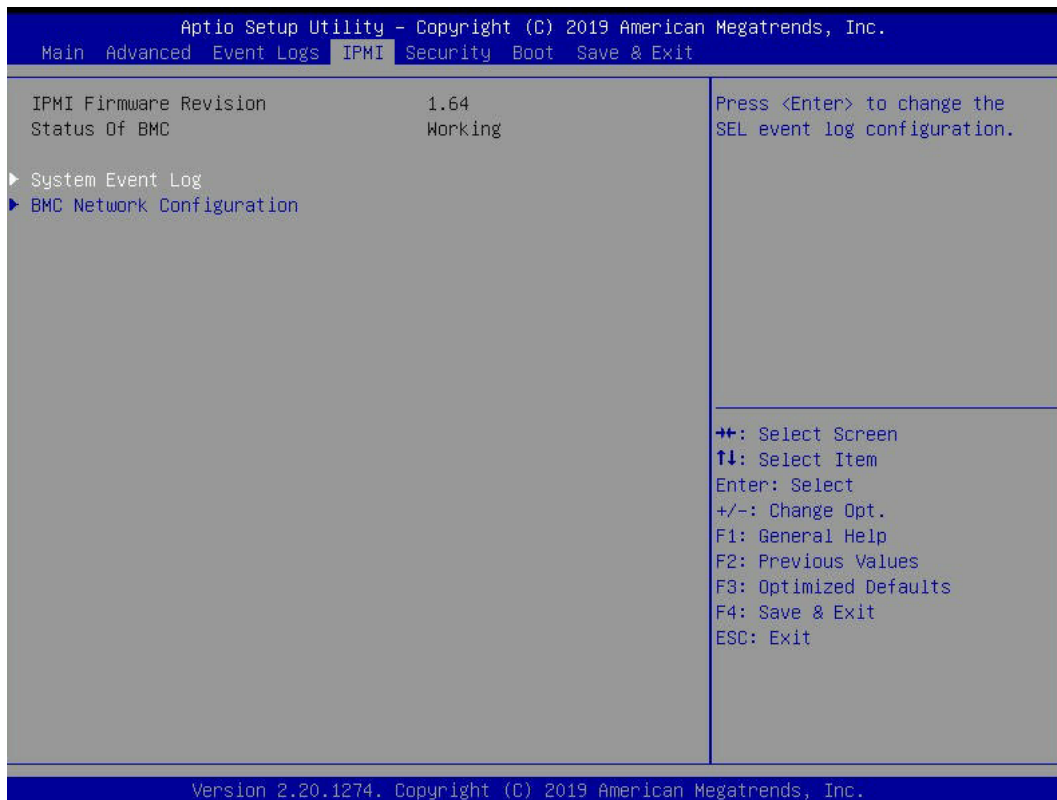 Aptio Setup Utility – Copyright (C) 2019 American Megatrends, Inc.
Main Advanced Event Logs IPMI Security Boot Save & Exit
IPMI Firmware Revision 1.64
Status Of BMC Working
▶ System Event Log
▶ BMC Network Configuration
Press <Enter> to change the
SEL event log configuration.
→←: Select Screen
↑↓: Select Item
Enter: Select
+/-: Change Opt.
F1: General Help
F2: Previous Values
F3: Optimized Defaults
F4: Save & Exit
ESC: Exit
Version 2.20.1274. Copyright (C) 2019 American Megatrends, Inc.